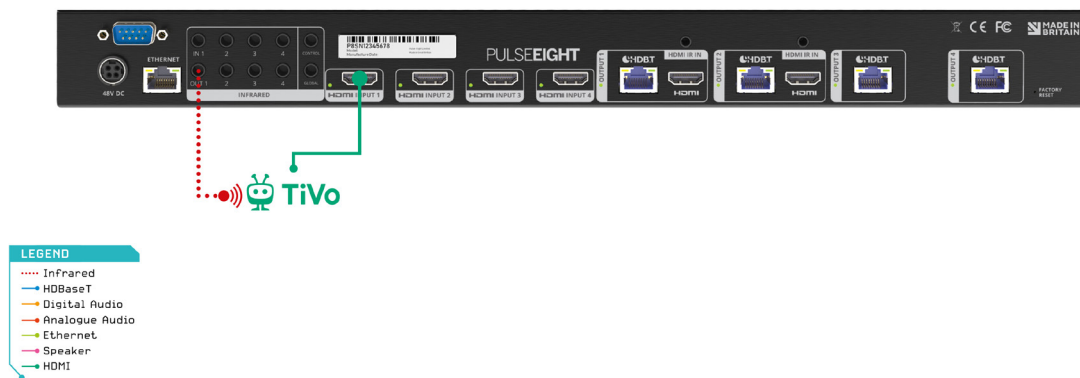 MADE IN
BRITAIN
ETHERNET
48V DC
IN 1 2 3 4 CONTROL
OUT 1 2 3 4
INFRARED
P8SN12345678
PULSEEIGHT
HDMI INPUT 1
HDMI INPUT 2
HDMI INPUT 3
HDMI INPUT 4
OUTPUT 1
HDBT
HDMI IR IN
HDMI
OUTPUT 2
HDBT
HDMI IR IN
HDMI
OUTPUT 3
HDBT
OUTPUT 4
HDBT
FACTORY
RESET
TiVo
LEGEND
Infrared
HDBaseT
Digital Audio
Analogue Audio
Ethernet
Speaker
HDMI